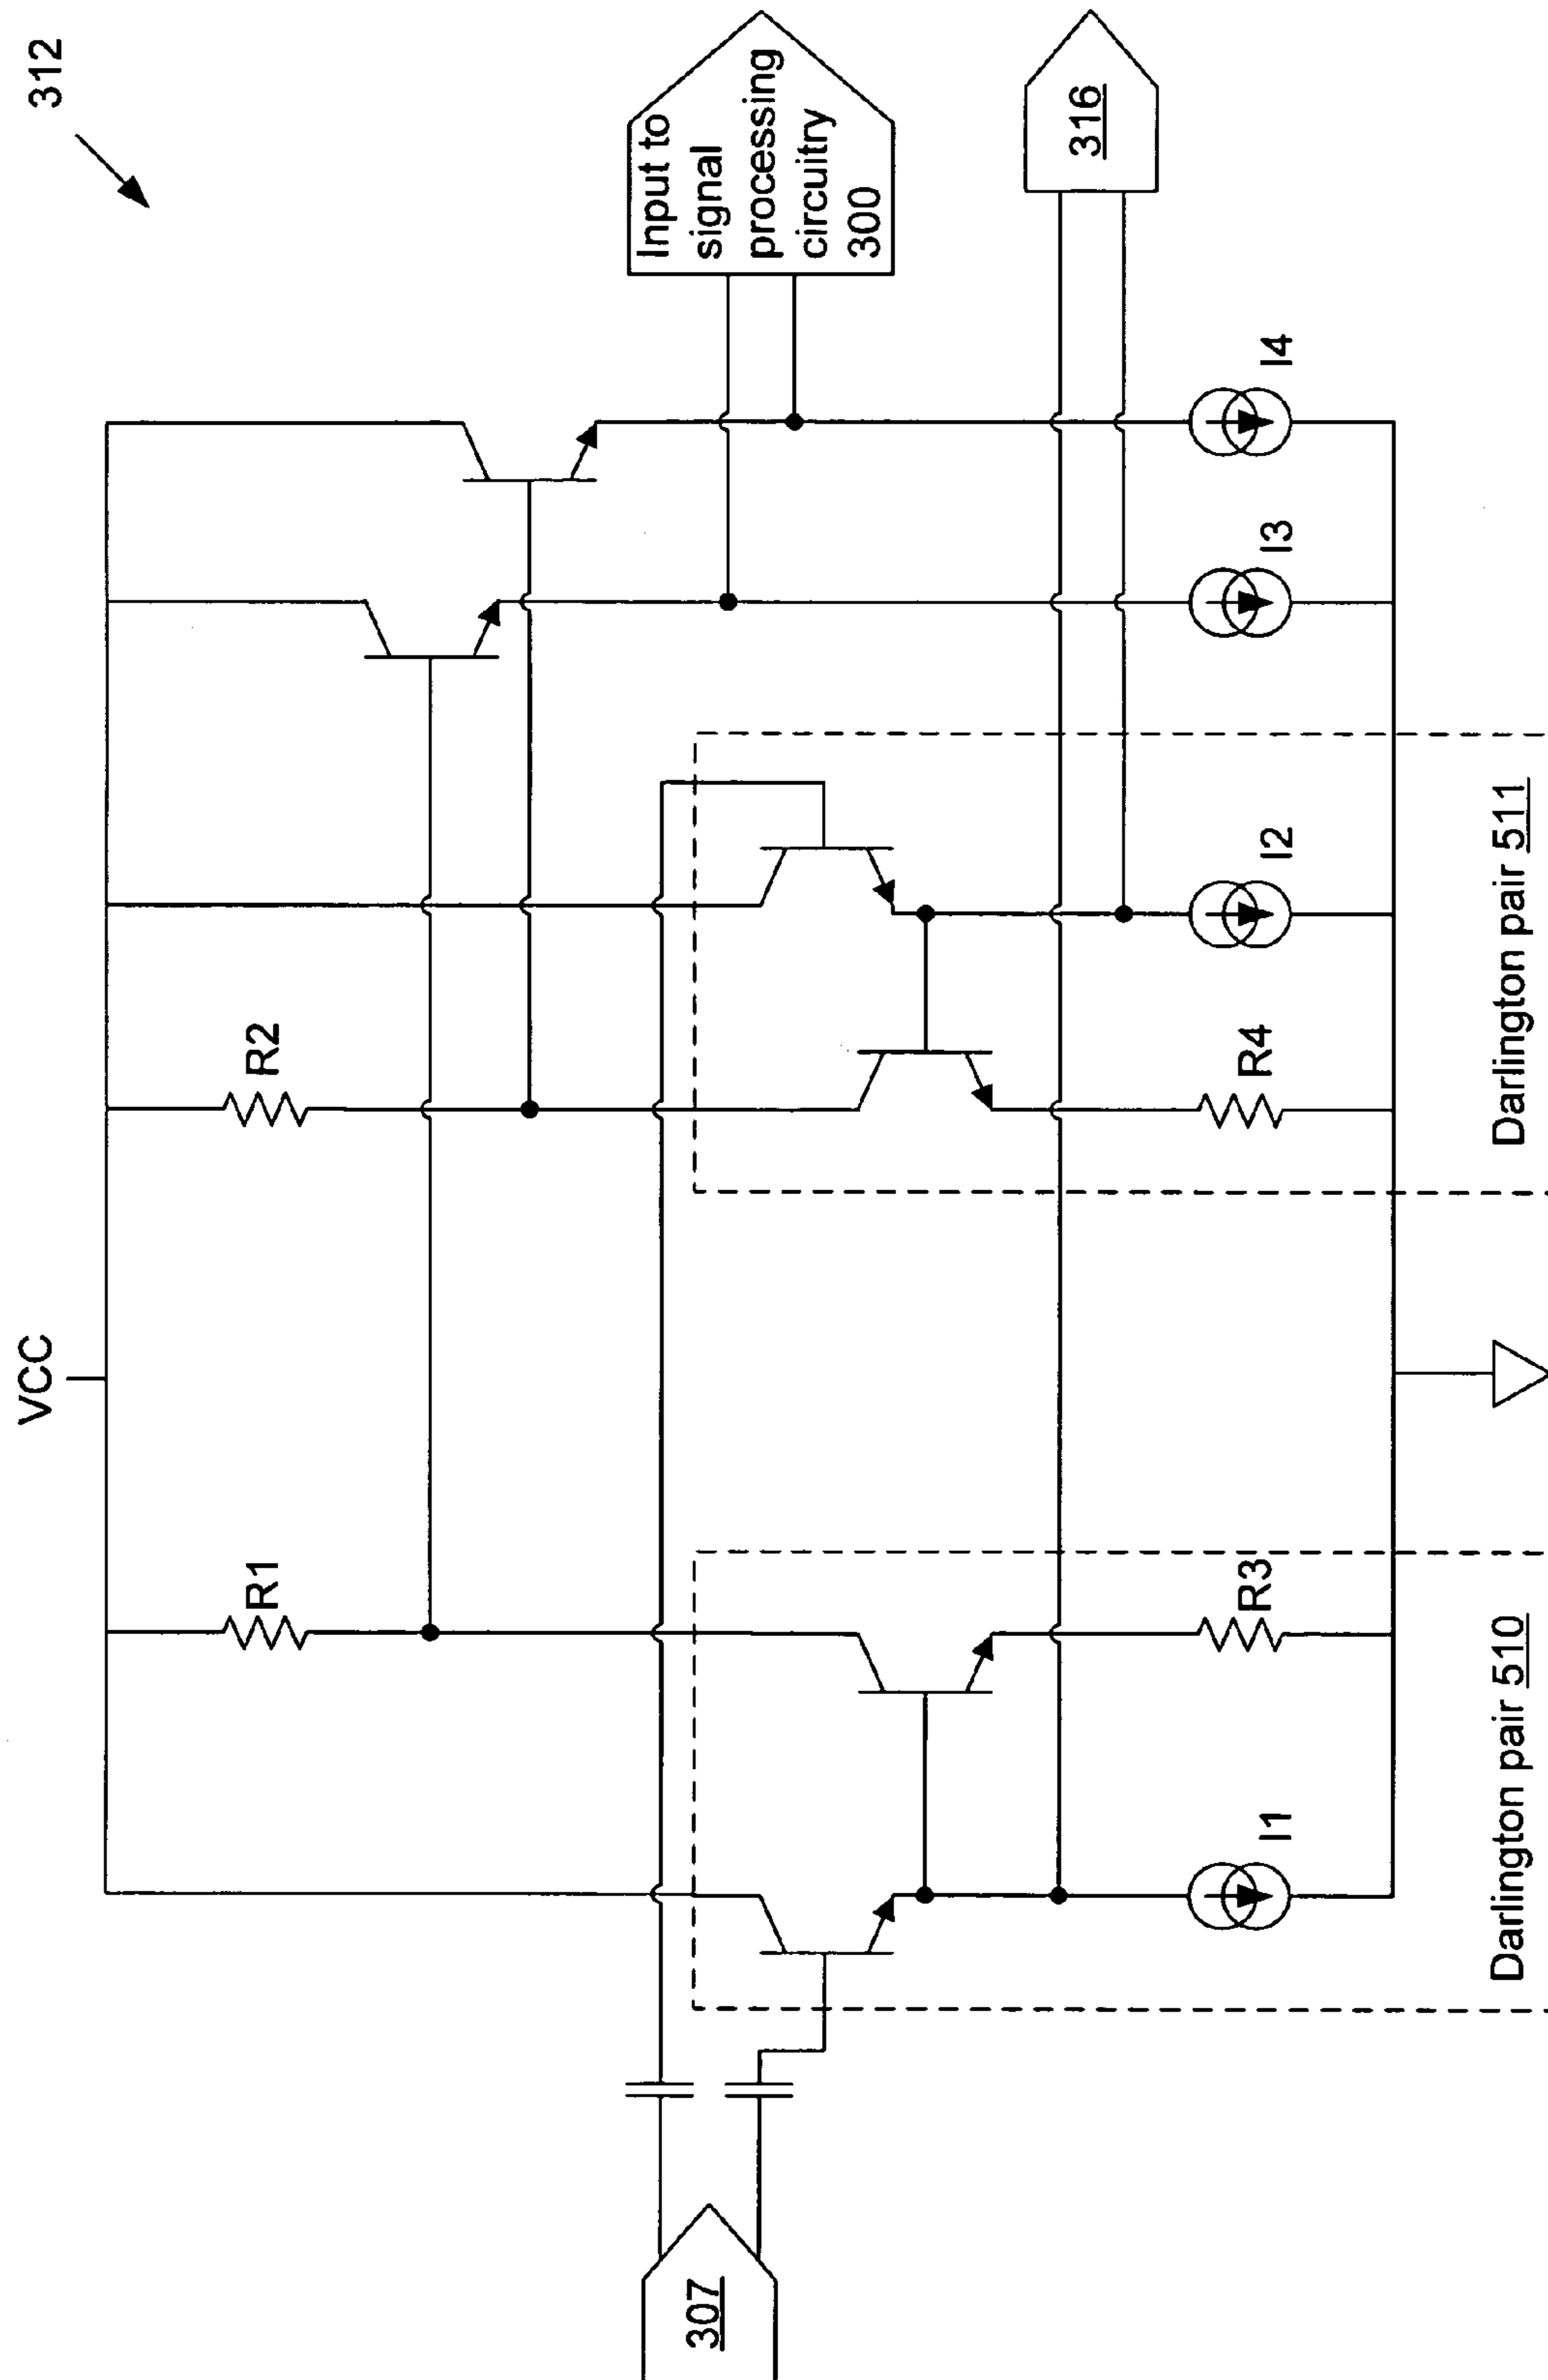 312
VCC
R1
R2
Input to
signal
processing
circuitry
300
307
316
R3
R4
I1
I2
I3
I4
Darlington pair 510
Darlington pair 511